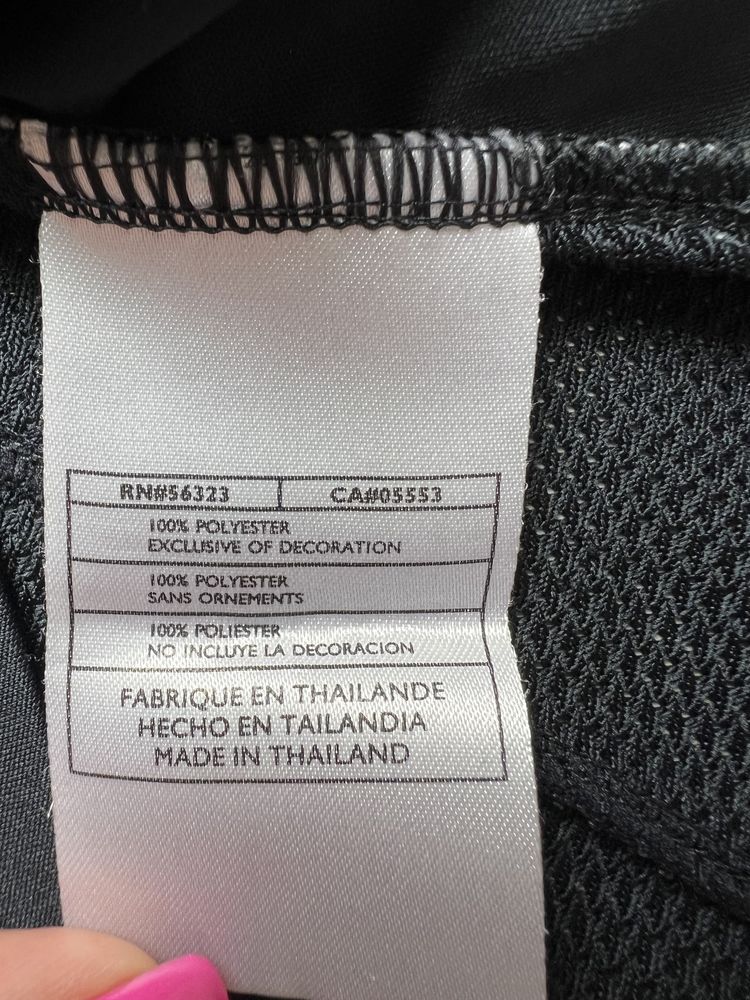 RN#56323 CA#05553
100% POLYESTER
EXCLUSIVE OF DECORATION
100% POLYESTER
SANS ORNEMENTS
100% POLIESTER
NO INCLUYE LA DECORACION
FABRIQUE EN THAILANDE
HECHO EN TAILANDIA
MADE IN THAILAND